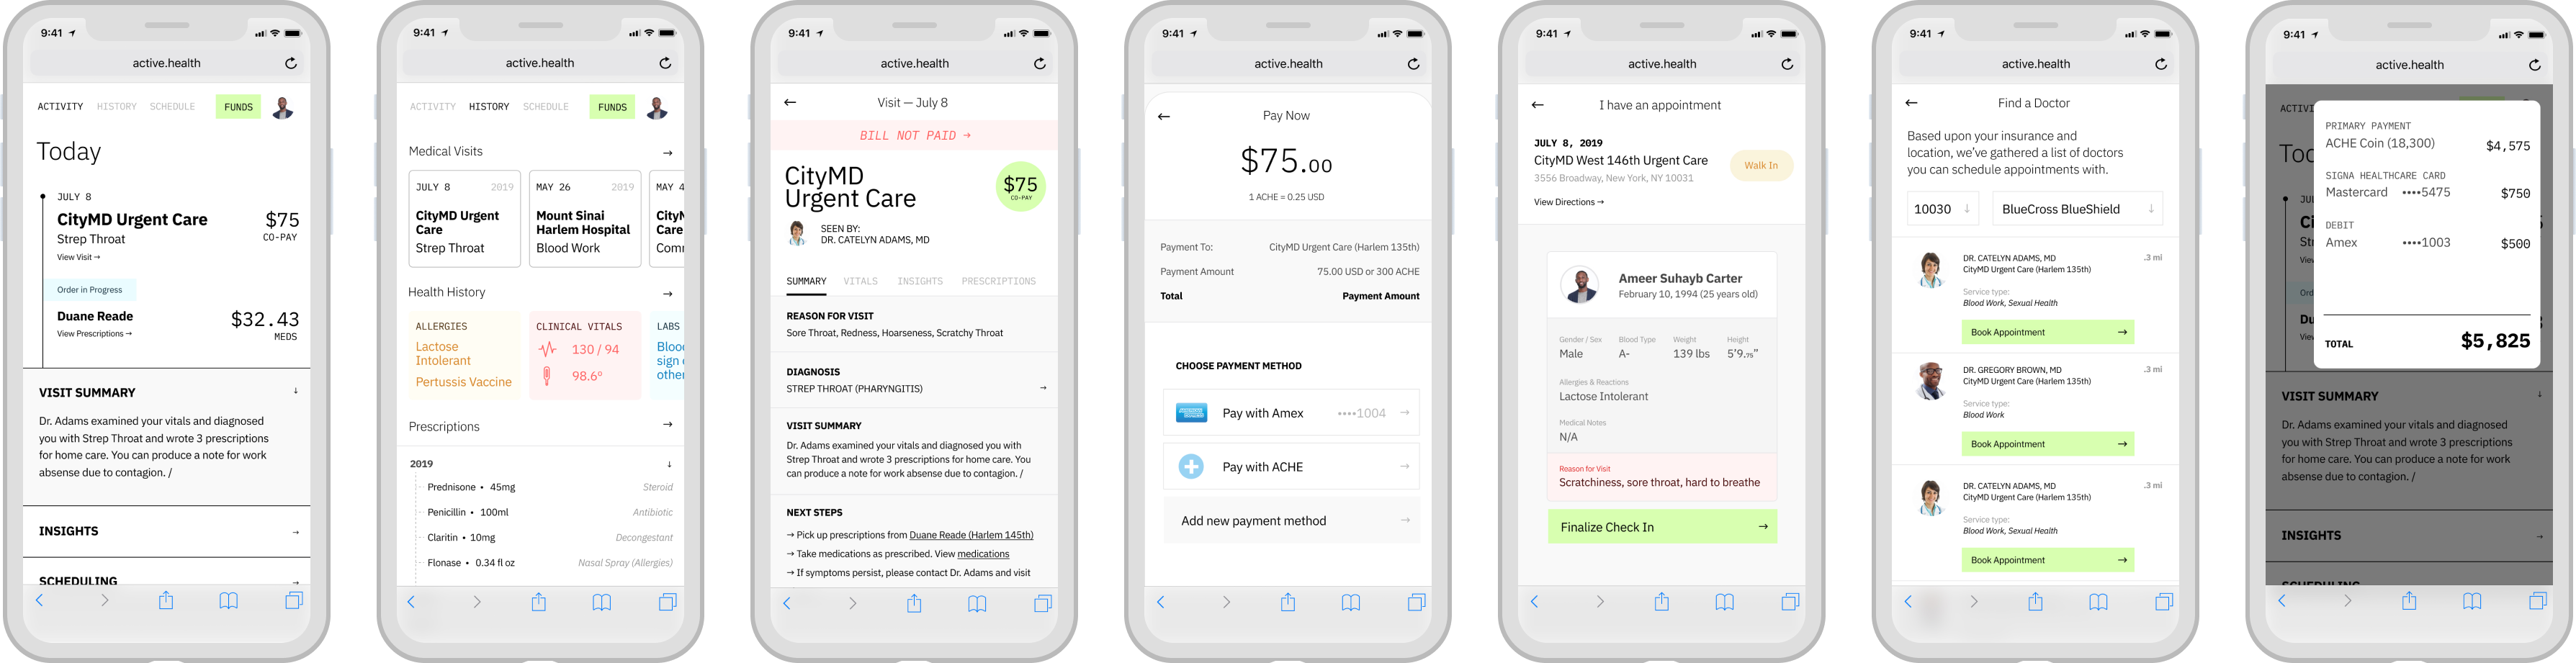 9:41
active.health
ACTIVITY HISTORY SCHEDULE FUNDS
Today
JULY 8
CityMD Urgent Care $75
Strep Throat CO-PAY
View Visit →
Order in Progress
Duane Reade $32.43
View Prescriptions → MEDS
VISIT SUMMARY ↓
Dr. Adams examined your vitals and diagnosed
you with Strep Throat and wrote 3 prescriptions
for home care. You can produce a note for work
absense due to contagion. /
INSIGHTS →
SCHEDULING →
9:41
active.health
ACTIVITY HISTORY SCHEDULE FUNDS
Medical Visits →
JULY 8 2019
CityMD Urgent
Care
Strep Throat
MAY 26 2019
Mount Sinai
Harlem Hospital
Blood Work
MAY 4
CityM
Care
Comm
Health History →
ALLERGIES
Lactose
Intolerant
Pertussis Vaccine
CLINICAL VITALS
130 / 94
98.6°
LABS
Blood
sign o
other
Prescriptions →
2019 ↓
Prednisone • 45mg Steroid
Penicillin • 100ml Antibiotic
Claritin • 10mg Decongestant
Flonase • 0.34 fl oz Nasal Spray (Allergies)
9:41
active.health
← Visit — July 8
BILL NOT PAID →
CityMD
Urgent Care
$75
CO-PAY
SEEN BY:
DR. CATELYN ADAMS, MD
SUMMARY VITALS INSIGHTS PRESCRIPTIONS
REASON FOR VISIT
Sore Throat, Redness, Hoarseness, Scratchy Throat
DIAGNOSIS
STREP THROAT (PHARYNGITIS) →
VISIT SUMMARY
Dr. Adams examined your vitals and diagnosed you with
Strep Throat and wrote 3 prescriptions for home care. You
can produce a note for work absense due to contagion. /
NEXT STEPS
→ Pick up prescriptions from Duane Reade (Harlem 145th)
→ Take medications as prescribed. View medications
→ If symptoms persist, please contact Dr. Adams and visit
9:41
active.health
← Pay Now
$75.00
1 ACHE = 0.25 USD
Payment To: CityMD Urgent Care (Harlem 135th)
Payment Amount 75.00 USD or 300 ACHE
Total Payment Amount
CHOOSE PAYMENT METHOD
Pay with Amex ••••1004 →
Pay with ACHE →
Add new payment method →
9:41
active.health
← I have an appointment
JULY 8, 2019
CityMD West 146th Urgent Care
3556 Broadway, New York, NY 10031
Walk In
View Directions →
Ameer Suhayb Carter
February 10, 1994 (25 years old)
Gender / Sex Blood Type Weight Height
Male A- 139 lbs 5'9.75"
Allergies & Reactions
Lactose Intolerant
Medical Notes
N/A
Reason for Visit
Scratchiness, sore throat, hard to breathe
Finalize Check In →
9:41
active.health
← Find a Doctor
Based upon your insurance and
location, we've gathered a list of doctors
you can schedule appointments with.
10030 ↓ BlueCross BlueShield ↓
DR. CATELYN ADAMS, MD .3 mi
CityMD Urgent Care (Harlem 135th)
Service type:
Blood Work, Sexual Health
Book Appointment →
DR. GREGORY BROWN, MD .3 mi
CityMD Urgent Care (Harlem 135th)
Service type:
Blood Work
Book Appointment →
DR. CATELYN ADAMS, MD .3 mi
CityMD Urgent Care (Harlem 135th)
Service type:
Blood Work, Sexual Health
Book Appointment →
9:41
active.health
ACTIVI
PRIMARY PAYMENT
ACHE Coin (18,300) $4,575
SIGNA HEALTHCARE CARD
Mastercard ••••5475 $750
DEBIT
Amex ••••1003 $500
TOTAL $5,825
VISIT SUMMARY ↓
Dr. Adams examined your vitals and diagnosed
you with Strep Throat and wrote 3 prescriptions
for home care. You can produce a note for work
absense due to contagion. /
INSIGHTS →